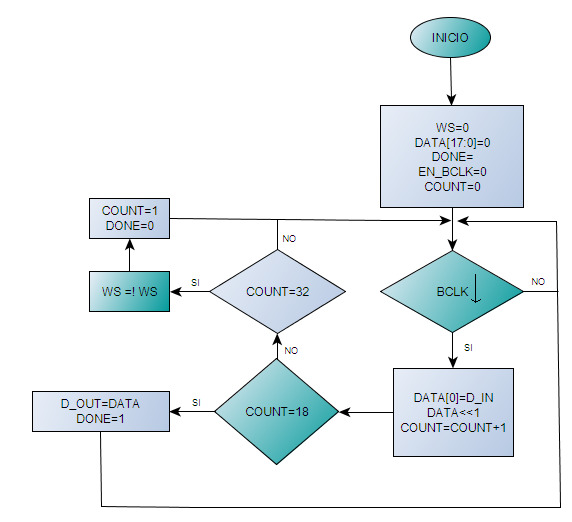 INICIO
WS=0
DATA[17:0]=0
DONE=
EN_BCLK=0
COUNT=0
BCLK
NO
SI
DATA[0]=D_IN
DATA<<1
COUNT=COUNT+1
COUNT=18
SI
NO
D_OUT=DATA
DONE=1
COUNT=32
SI
NO
WS =! WS
COUNT=1
DONE=0